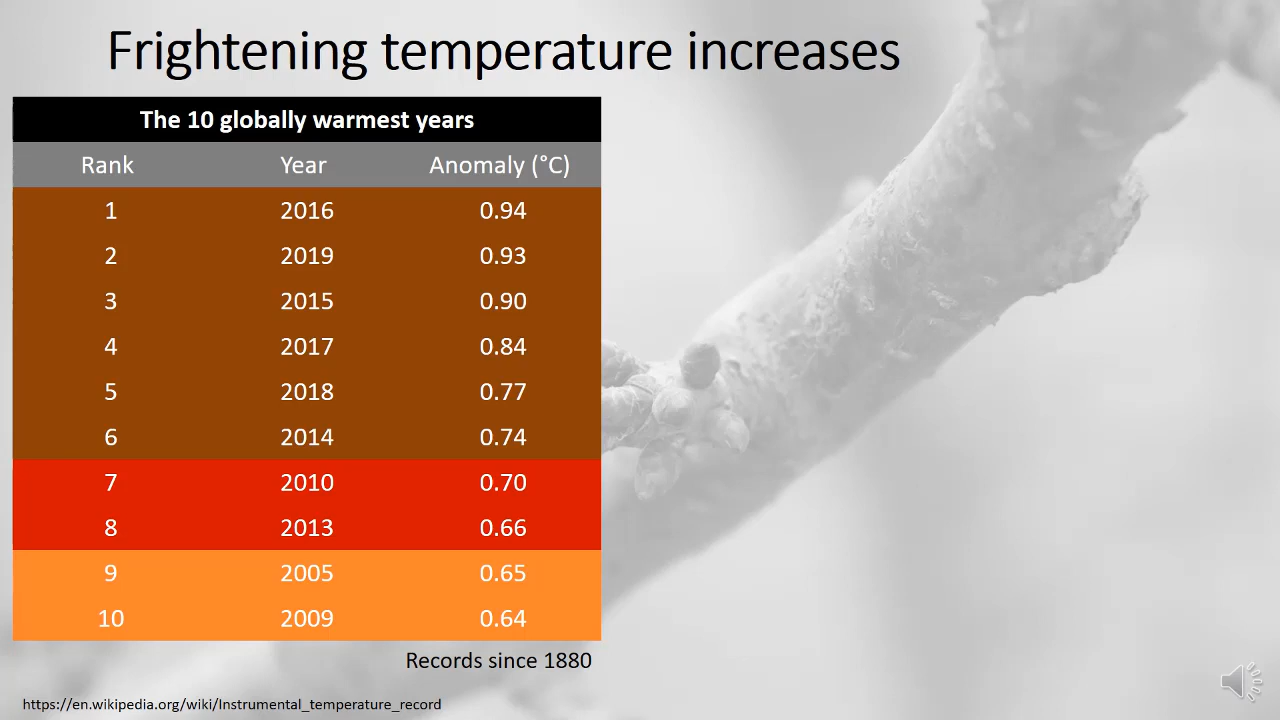 Frightening temperature increases
The 10 globally warmest years
Rank Year Anomaly (°C)
1 2016 0.94
2 2019 0.93
3 2015 0.90
4 2017 0.84
5 2018 0.77
6 2014 0.74
7 2010 0.70
8 2013 0.66
9 2005 0.65
10 2009 0.64
Records since 1880
https://en.wikipedia.org/wiki/Instrumental_temperature_record